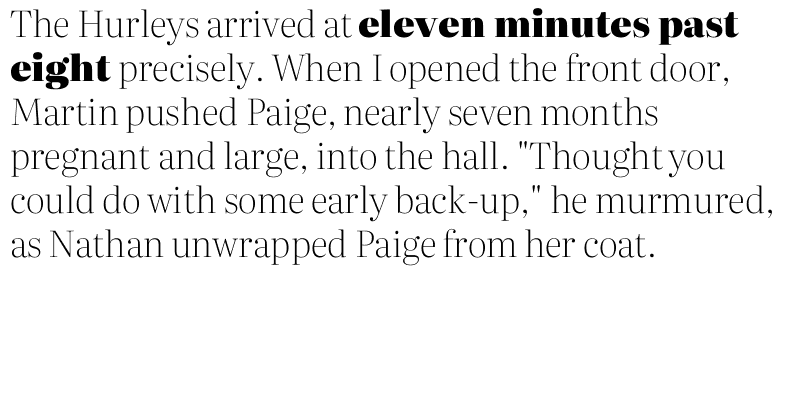 The Hurleys arrived at eleven minutes past
eight precisely. When I opened the front door,
Martin pushed Paige, nearly seven months
pregnant and large, into the hall. "Thought you
could do with some early back-up," he murmured,
as Nathan unwrapped Paige from her coat.